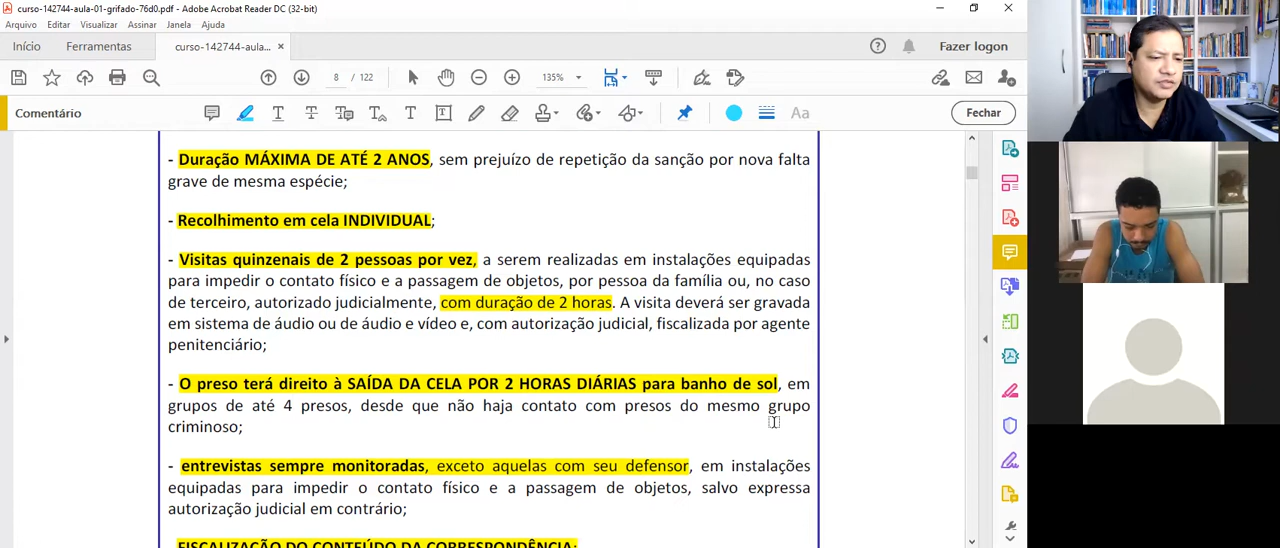 curso-142744-aula-01-grifado-76d0.pdf - Adobe Acrobat Reader DC (32-bit)
Arquivo Editar Visualizar Assinar Janela Ajuda
Início Ferramentas curso-142744-aula... × Fazer logon
8 / 122 135%
Comentário Aa Fechar
- Duração MÁXIMA DE ATÉ 2 ANOS, sem prejuízo de repetição da sanção por nova falta
grave de mesma espécie;
- Recolhimento em cela INDIVIDUAL;
- Visitas quinzenais de 2 pessoas por vez, a serem realizadas em instalações equipadas
para impedir o contato físico e a passagem de objetos, por pessoa da família ou, no caso
de terceiro, autorizado judicialmente, com duração de 2 horas. A visita deverá ser gravada
em sistema de áudio ou de áudio e vídeo e, com autorização judicial, fiscalizada por agente
penitenciário;
- O preso terá direito à SAÍDA DA CELA POR 2 HORAS DIÁRIAS para banho de sol, em
grupos de até 4 presos, desde que não haja contato com presos do mesmo grupo
criminoso;
- entrevistas sempre monitoradas, exceto aquelas com seu defensor, em instalações
equipadas para impedir o contato físico e a passagem de objetos, salvo expressa
autorização judicial em contrário;
FISCALIZAÇÃO DO CONTEÚDO DA CORRESPONDÊNCIA;